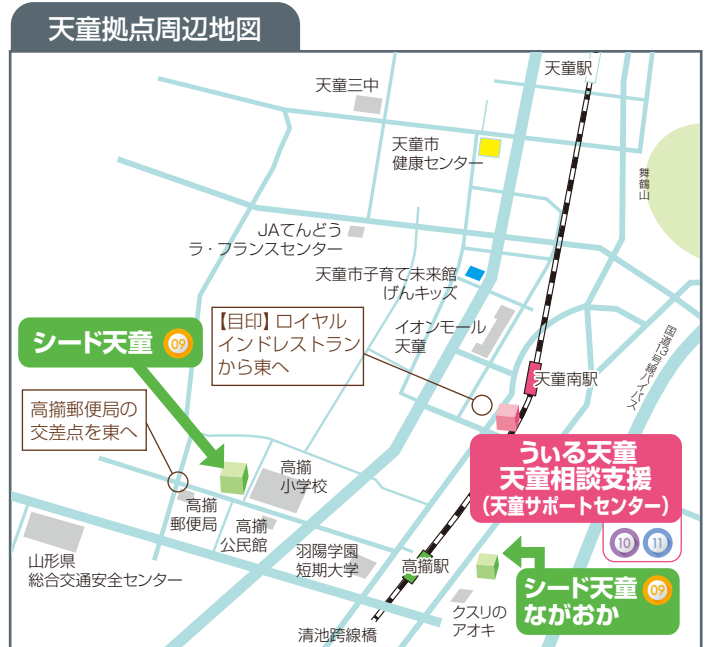 天童拠点周辺地図
天童駅
天童三中
天童市
健康センター
舞鶴山
JAてんどう
ラ・フランスセンター
天童市子育て未来館
げんキッズ
【目印】ロイヤル
インドレストラン
から東へ
イオンモール
天童
国道13号線バイパス
シード天童 09
天童南駅
高擶郵便局の
交差点を東へ
うぃる天童
天童相談支援
(天童サポートセンター)
10 11
高擶
小学校
高擶
郵便局
高擶
公民館
羽陽学園
短期大学
高擶駅
山形県
総合交通安全センター
シード天童 09
ながおか
クスリの
アオキ
清池跨線橋